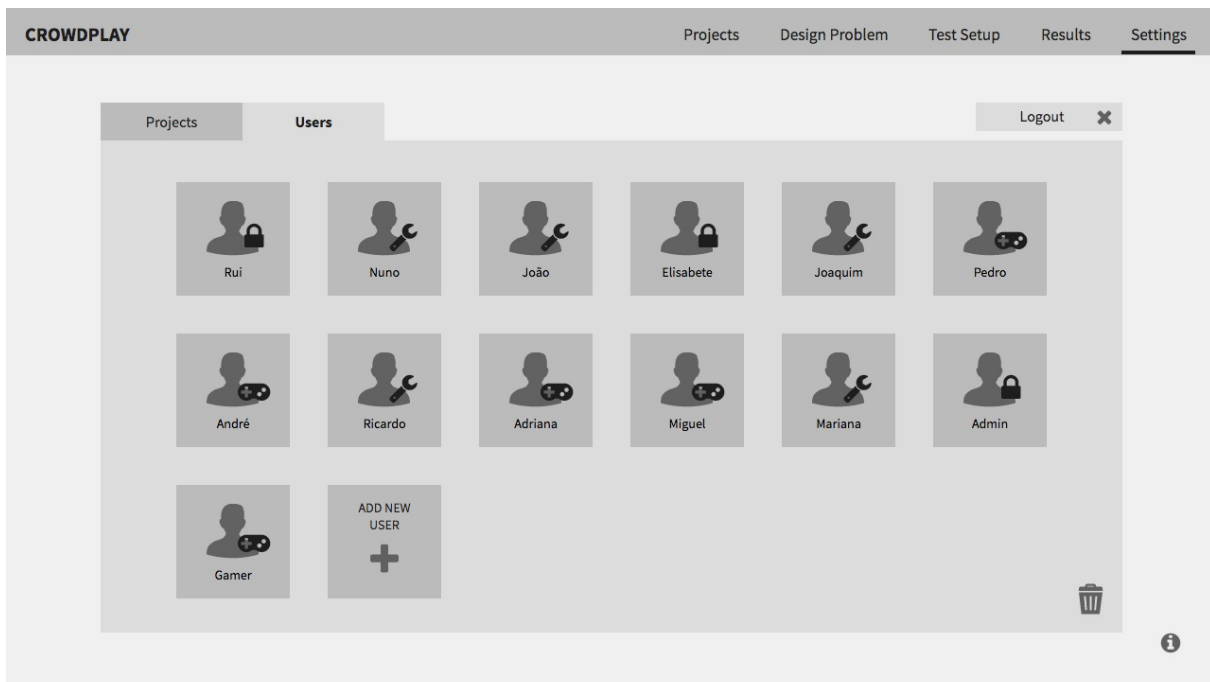 CROWDPLAY
Projects
Design Problem
Test Setup
Results
Settings
Projects
Users
Logout
Rui
Nuno
João
Elisabete
Joaquim
Pedro
André
Ricardo
Adriana
Miguel
Mariana
Admin
Gamer
ADD NEW
USER